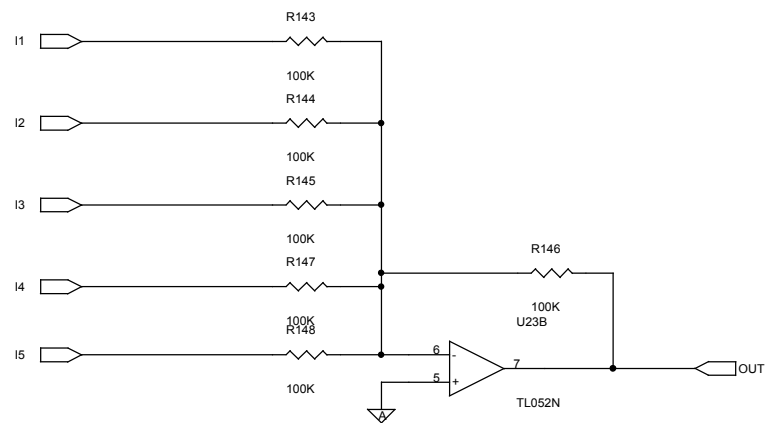 R143
I1
100K
R144
I2
100K
R145
I3
100K
R147
R146
I4
100K
100K
R148
U23B
I5
6
-
7
5
+
OUT
100K
TL052N
A